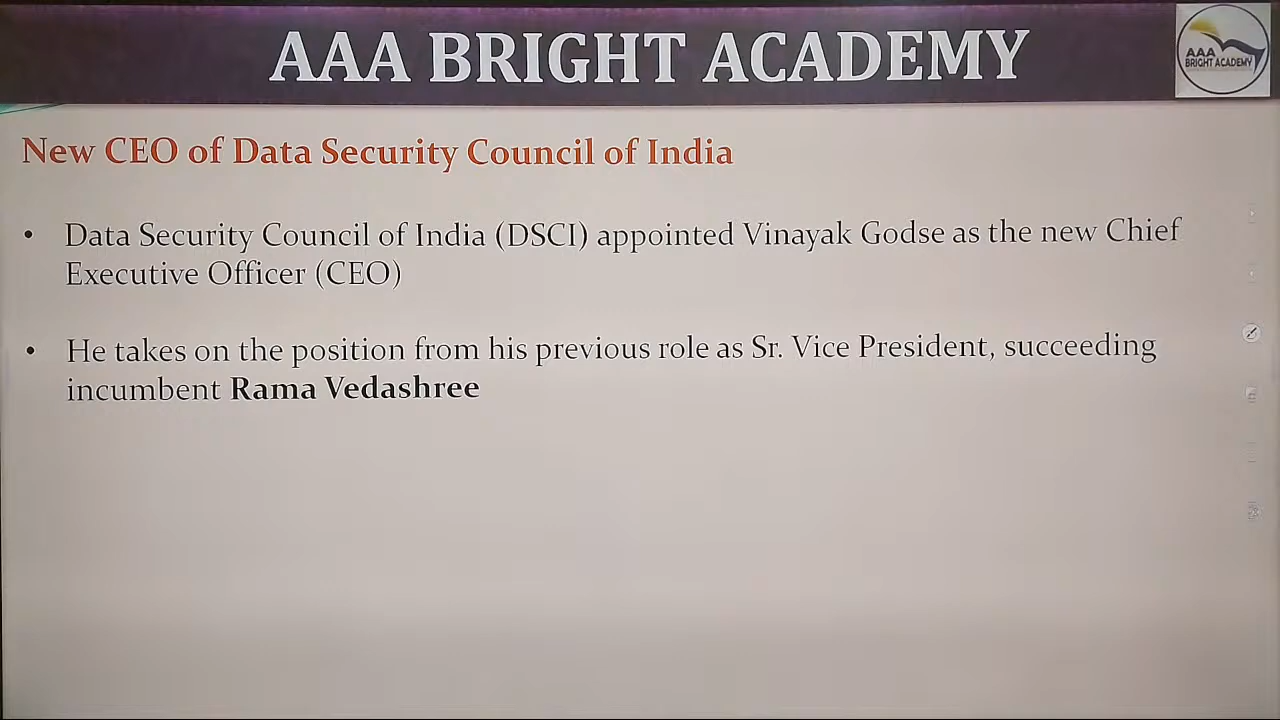 AAA BRIGHT ACADEMY
AAA
BRIGHT ACADEMY
New CEO of Data Security Council of India
• Data Security Council of India (DSCI) appointed Vinayak Godse as the new Chief
Executive Officer (CEO)
• He takes on the position from his previous role as Sr. Vice President, succeeding
incumbent Rama Vedashree